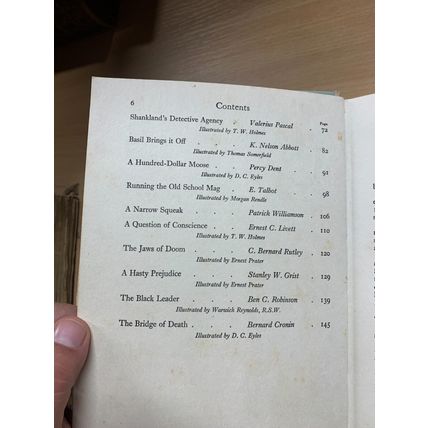 6 Contents
Page
Shankland's Detective Agency . Valerius Pascal . 72
Illustrated by T. W. Holmes
Basil Brings it Off . . K. Nelson Abbott . 82
Illustrated by Thomas Somerfield
A Hundred-Dollar Moose . . Percy Dent . 91
Illustrated by D. C. Eyles
Running the Old School Mag . E. Talbot . 98
Illustrated by Morgan Rendle
A Narrow Squeak . . . Patrick Williamson . 106
A Question of Conscience . . Ernest C. Livett . 110
Illustrated by T. W. Holmes
The Jaws of Doom . . . C. Bernard Rutley . 120
Illustrated by Ernest Prater
A Hasty Prejudice . . . Stanley W. Grist . 129
Illustrated by Ernest Prater
The Black Leader . . . Ben C. Robinson . 139
Illustrated by Warwick Reynolds, R.S.W.
The Bridge of Death . . . Bernard Cronin . 145
Illustrated by D. C. Eyles